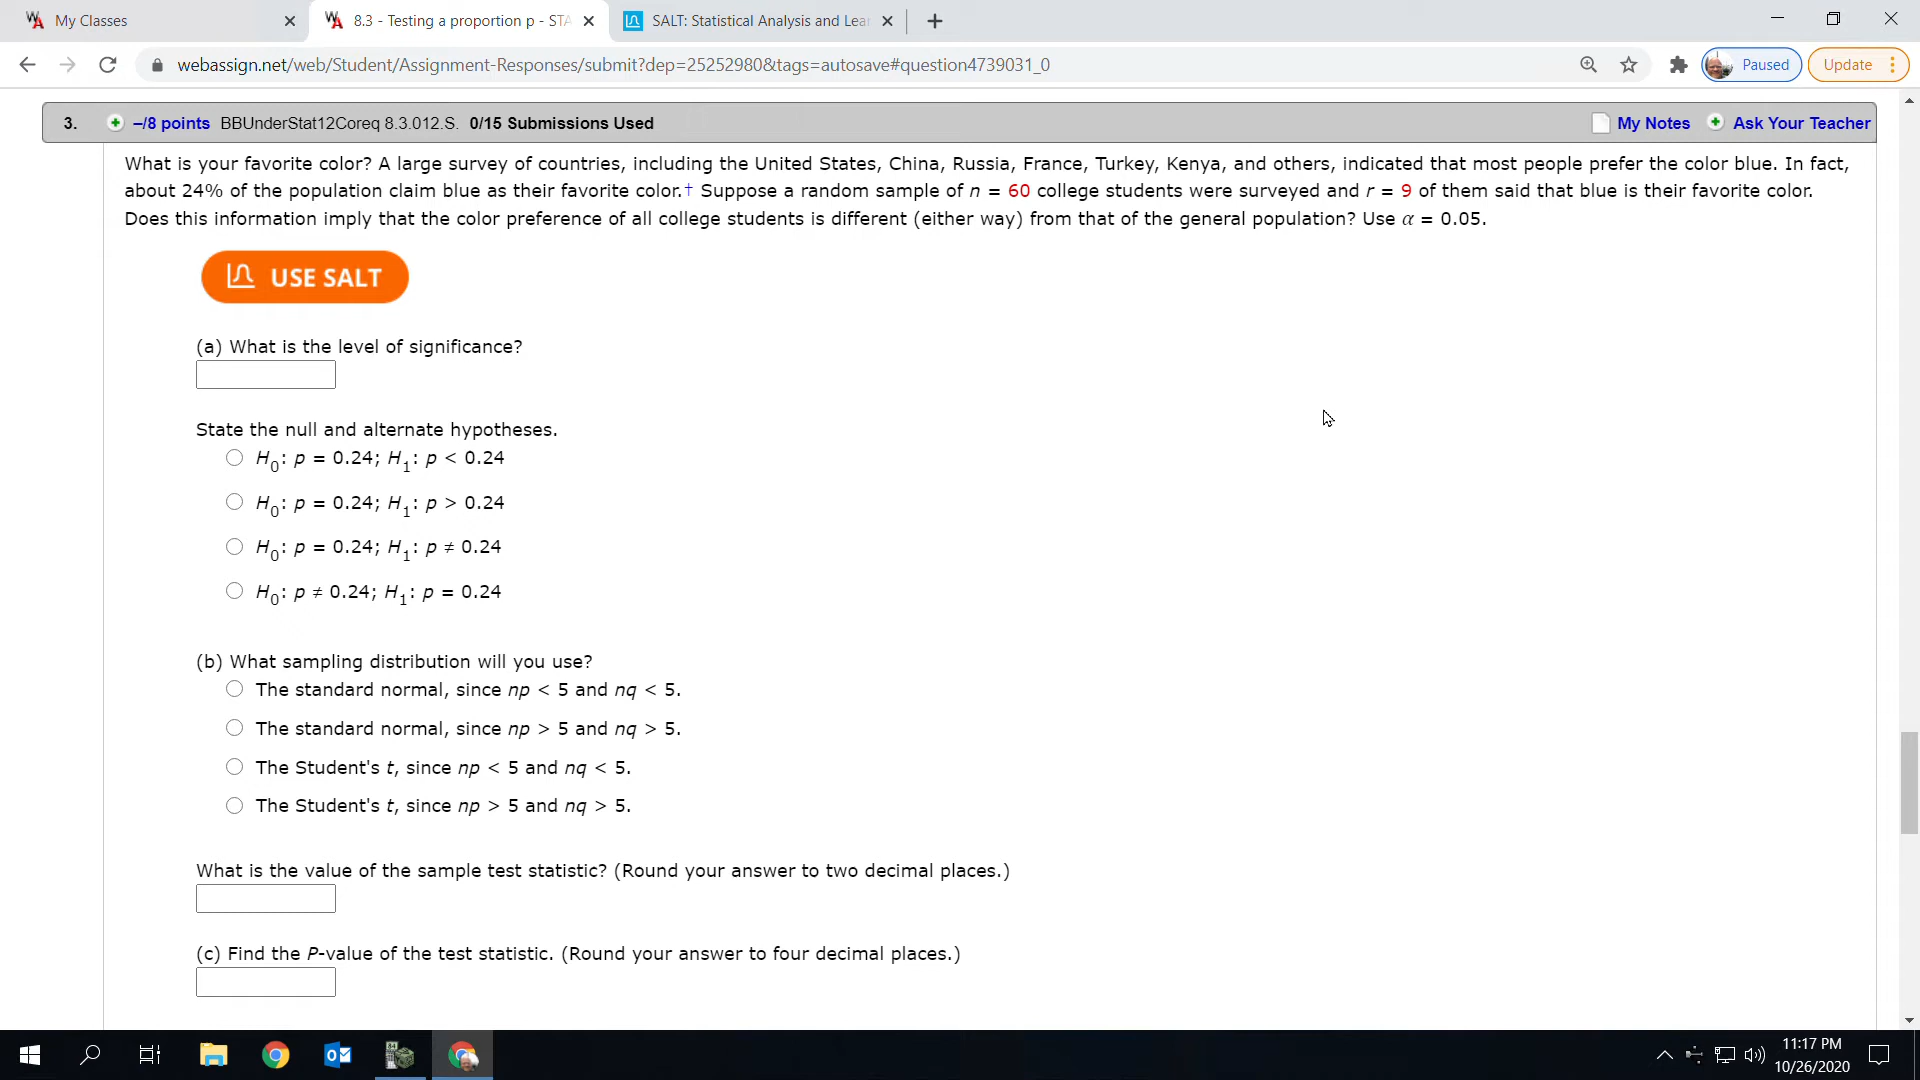 My Classes
8.3 - Testing a proportion p - STA
SALT: Statistical Analysis and Lea
webassign.net/web/Student/Assignment-Responses/submit?dep=25252980&tags=autosave#question4739031_0
Paused
Update
3. –/8 points BBUnderStat12Coreq 8.3.012.S. 0/15 Submissions Used My Notes Ask Your Teacher
What is your favorite color? A large survey of countries, including the United States, China, Russia, France, Turkey, Kenya, and others, indicated that most people prefer the color blue. In fact,
about 24% of the population claim blue as their favorite color.† Suppose a random sample of n = 60 college students were surveyed and r = 9 of them said that blue is their favorite color.
Does this information imply that the color preference of all college students is different (either way) from that of the general population? Use α = 0.05.
USE SALT
(a) What is the level of significance?
State the null and alternate hypotheses.
H0: p = 0.24; H1: p < 0.24
H0: p = 0.24; H1: p > 0.24
H0: p = 0.24; H1: p ≠ 0.24
H0: p ≠ 0.24; H1: p = 0.24
(b) What sampling distribution will you use?
The standard normal, since np < 5 and nq < 5.
The standard normal, since np > 5 and nq > 5.
The Student's t, since np < 5 and nq < 5.
The Student's t, since np > 5 and nq > 5.
What is the value of the sample test statistic? (Round your answer to two decimal places.)
(c) Find the P-value of the test statistic. (Round your answer to four decimal places.)
11:17 PM
10/26/2020